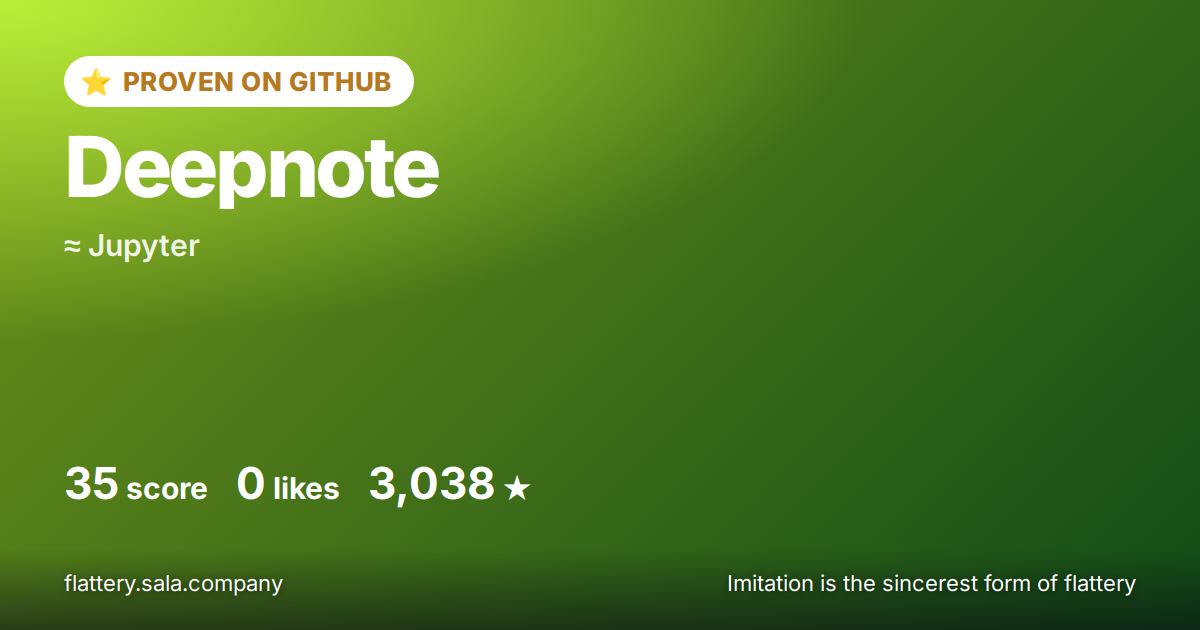 ⭐ PROVEN ON GITHUB
Deepnote
≈ Jupyter
35 score 0 likes 3,038 ★
flattery.sala.company
Imitation is the sincerest form of flattery